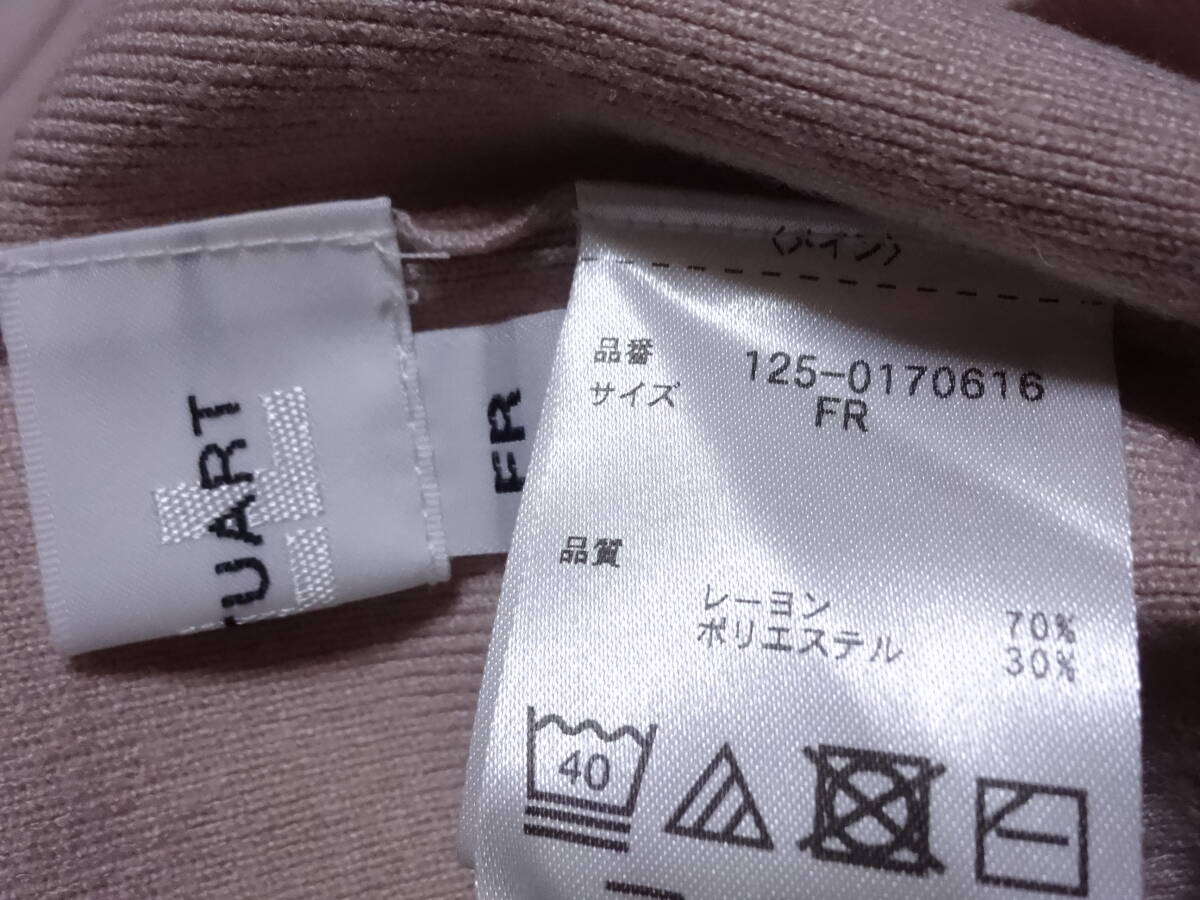 TUART
FR
〈メイン〉
品番 125-0170616
サイズ FR
品質
レーヨン 70%
ポリエステル 30%
40